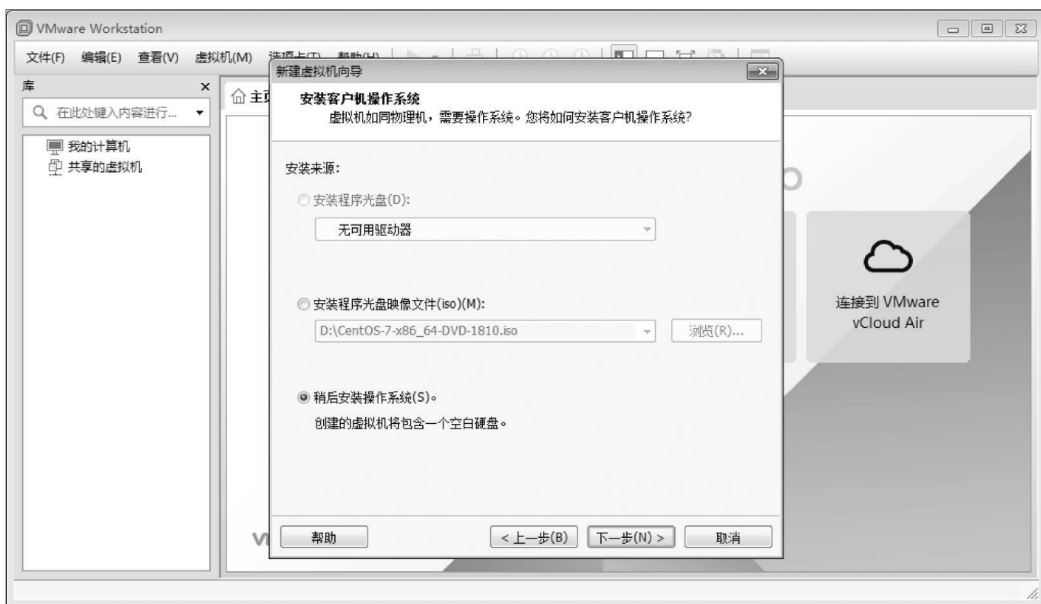 VMware Workstation
文件(F) 编辑(E) 查看(V) 虚拟机(M) 选项卡(T) 帮助(H)
库
在此处键入内容进行...
我的计算机
共享的虚拟机
新建虚拟机向导
安装客户机操作系统
虚拟机如同物理机，需要操作系统。您将如何安装客户机操作系统?
安装来源:
安装程序光盘(D):
无可用驱动器
安装程序光盘映像文件(iso)(M):
D:\CentOS-7-x86_64-DVD-1810.iso
浏览(R)...
稍后安装操作系统(S)。
创建的虚拟机将包含一个空白硬盘。
帮助
< 上一步(B)
下一步(N) >
取消
连接到 VMware
vCloud Air